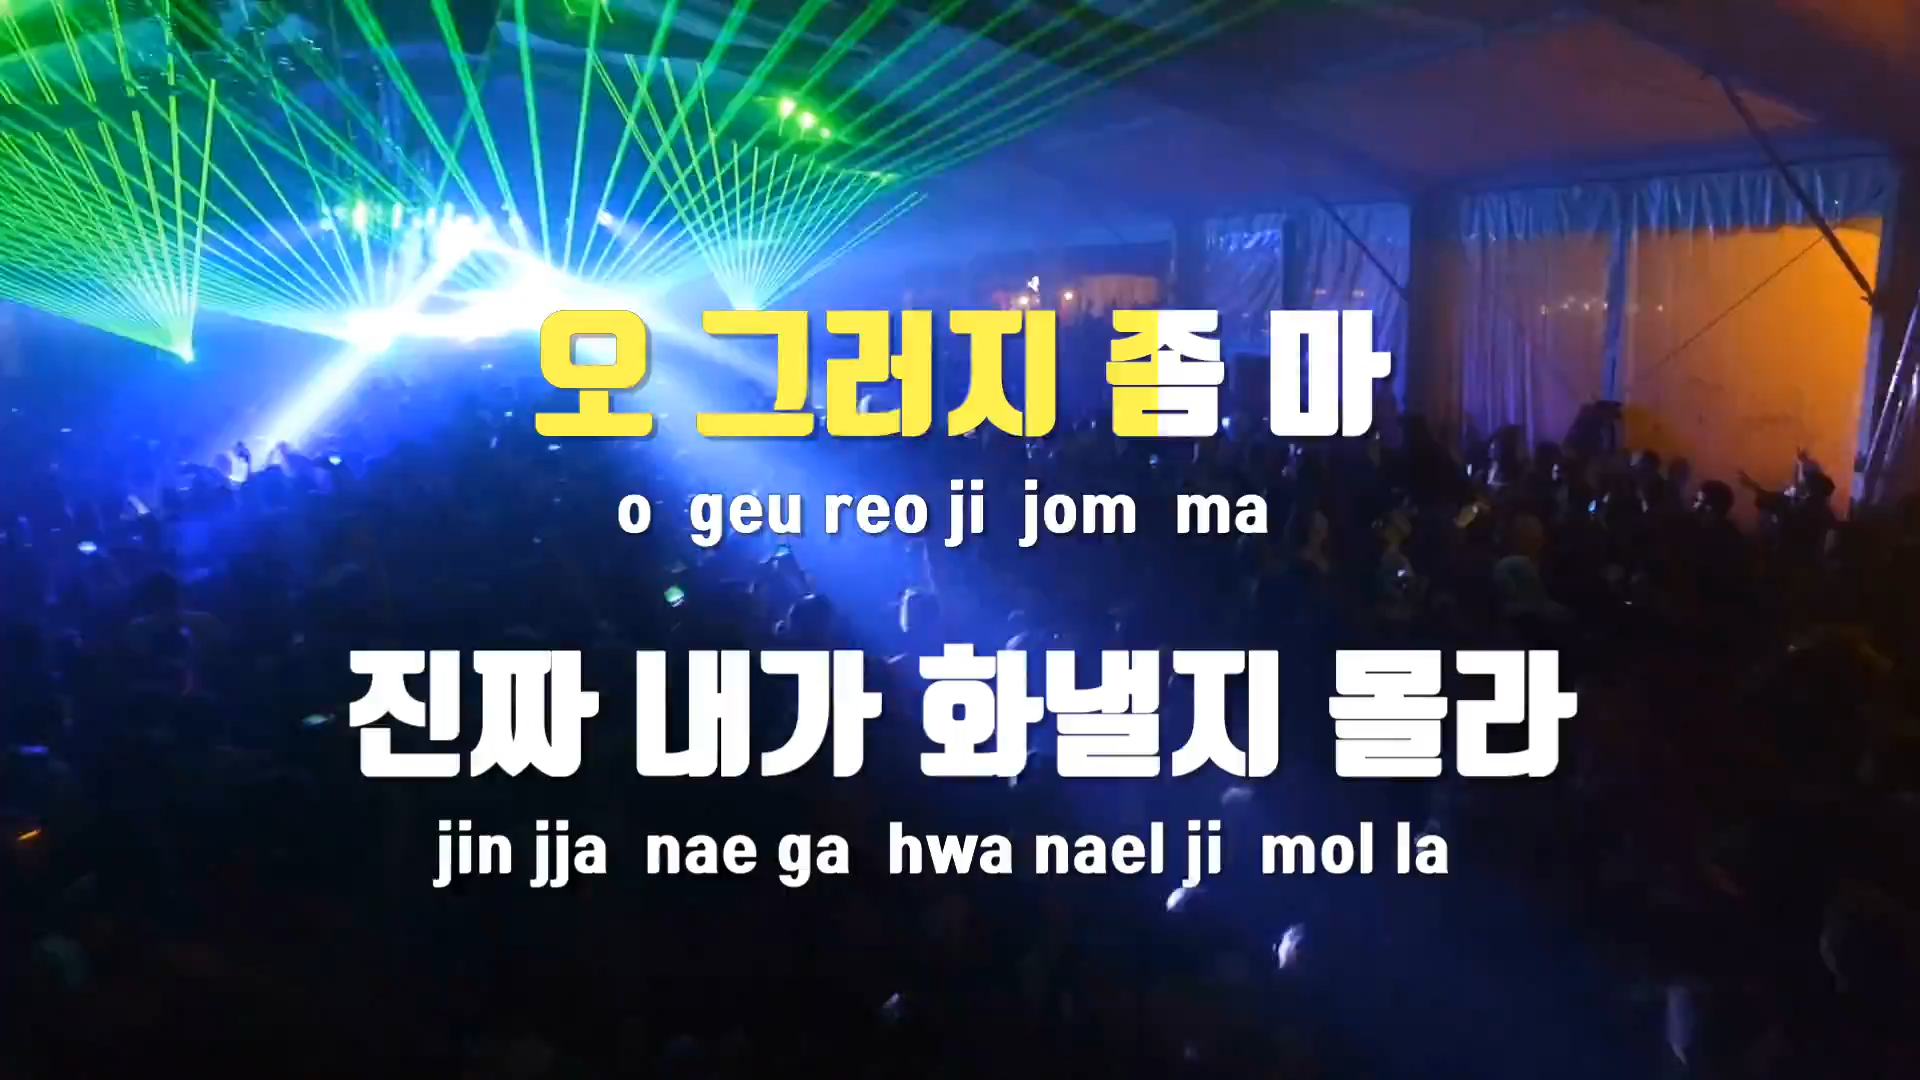 오 그러지 좀 마
o geu reo ji jom ma
진짜 내가 화낼지 몰라
jin jja nae ga hwa nael ji mol la